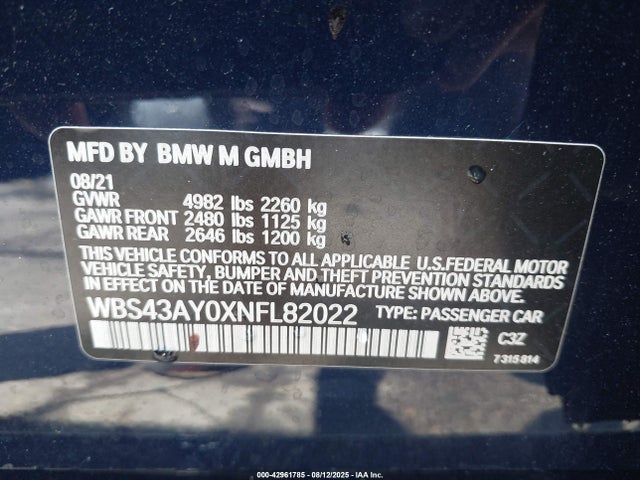 MFD BY BMW M GMBH
08/21
GVWR 4982 lbs 2260 kg
GAWR FRONT 2480 lbs 1125 kg
GAWR REAR 2646 lbs 1200 kg
THIS VEHICLE CONFORMS TO ALL APPLICABLE U.S.FEDERAL MOTOR
VEHICLE SAFETY, BUMPER AND THEFT PREVENTION STANDARDS
IN EFFECT ON THE DATE OF MANUFACTURE SHOWN ABOVE.
WBS43AY0XNFL82022 TYPE: PASSENGER CAR
C3Z
7315814
000-42961785 - 08/12/2025 - IAA Inc.